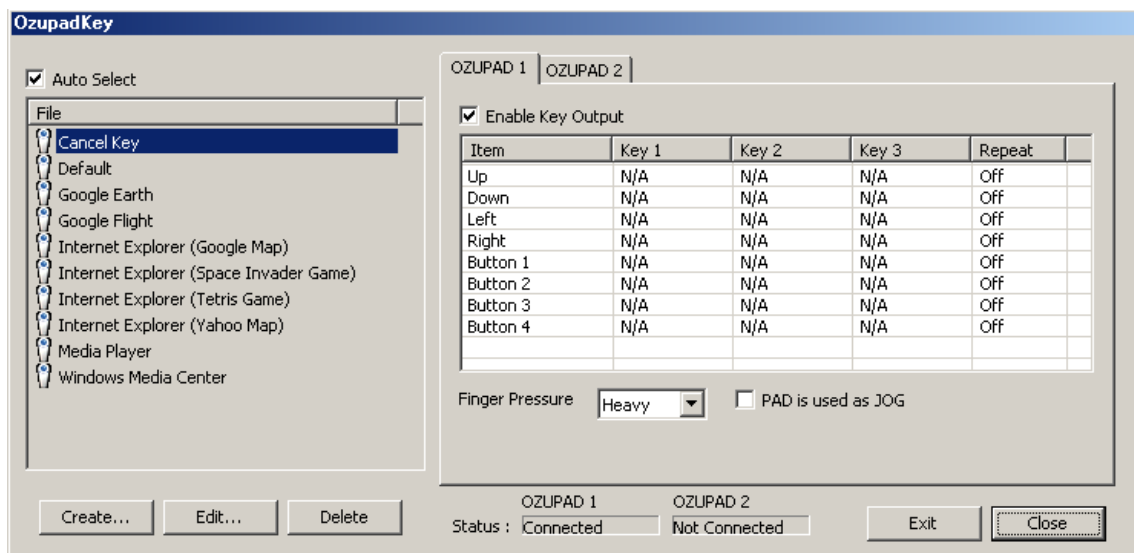 OzupadKey
Auto Select
File
Cancel Key
Default
Google Earth
Google Flight
Internet Explorer (Google Map)
Internet Explorer (Space Invader Game)
Internet Explorer (Tetris Game)
Internet Explorer (Yahoo Map)
Media Player
Windows Media Center
Create... Edit... Delete
OZUPAD 1 OZUPAD 2
Enable Key Output
Item Key 1 Key 2 Key 3 Repeat
Up N/A N/A N/A Off
Down N/A N/A N/A Off
Left N/A N/A N/A Off
Right N/A N/A N/A Off
Button 1 N/A N/A N/A Off
Button 2 N/A N/A N/A Off
Button 3 N/A N/A N/A Off
Button 4 N/A N/A N/A Off
Finger Pressure Heavy PAD is used as JOG
OZUPAD 1 OZUPAD 2
Status : Connected Not Connected Exit Close